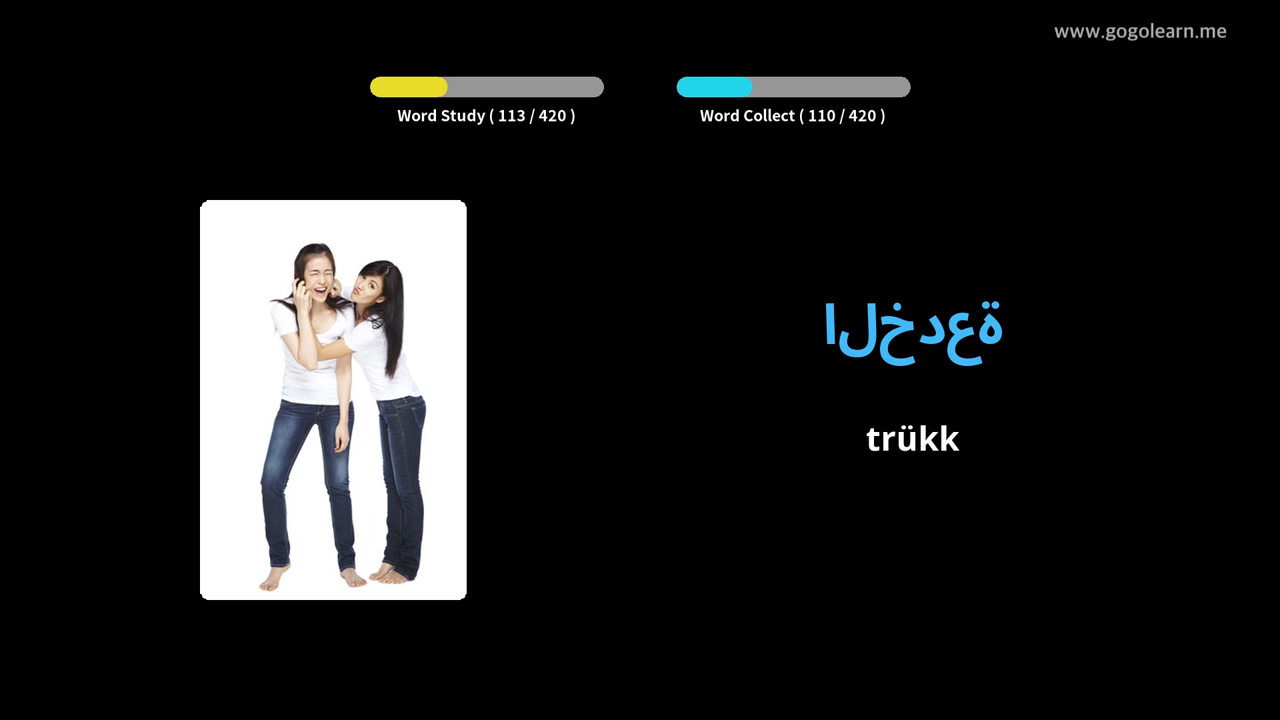 www.gogolearn.me
Word Study ( 113 / 420 )
Word Collect ( 110 / 420 )
الخدعة
trükk